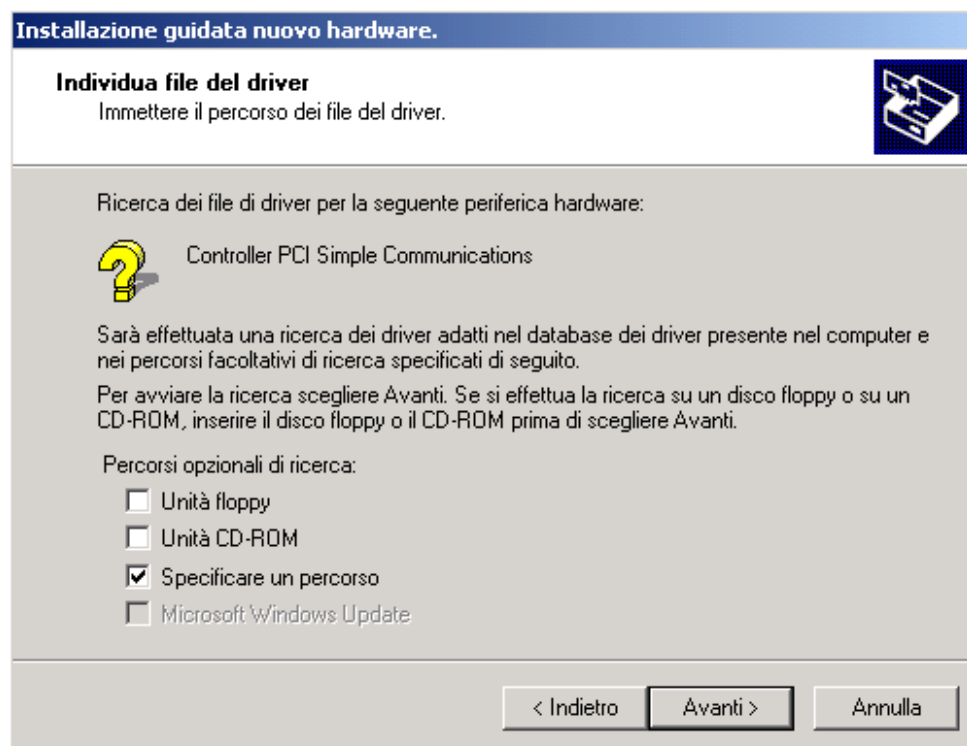 Installazione guidata nuovo hardware.
Individua file del driver
Immettere il percorso dei file del driver.
Ricerca dei file di driver per la seguente periferica hardware:
Controller PCI Simple Communications
Sarà effettuata una ricerca dei driver adatti nel database dei driver presente nel computer e
nei percorsi facoltativi di ricerca specificati di seguito.
Per avviare la ricerca scegliere Avanti. Se si effettua la ricerca su un disco floppy o su un
CD-ROM, inserire il disco floppy o il CD-ROM prima di scegliere Avanti.
Percorsi opzionali di ricerca:
Unità floppy
Unità CD-ROM
Specificare un percorso
Microsoft Windows Update
< Indietro
Avanti >
Annulla